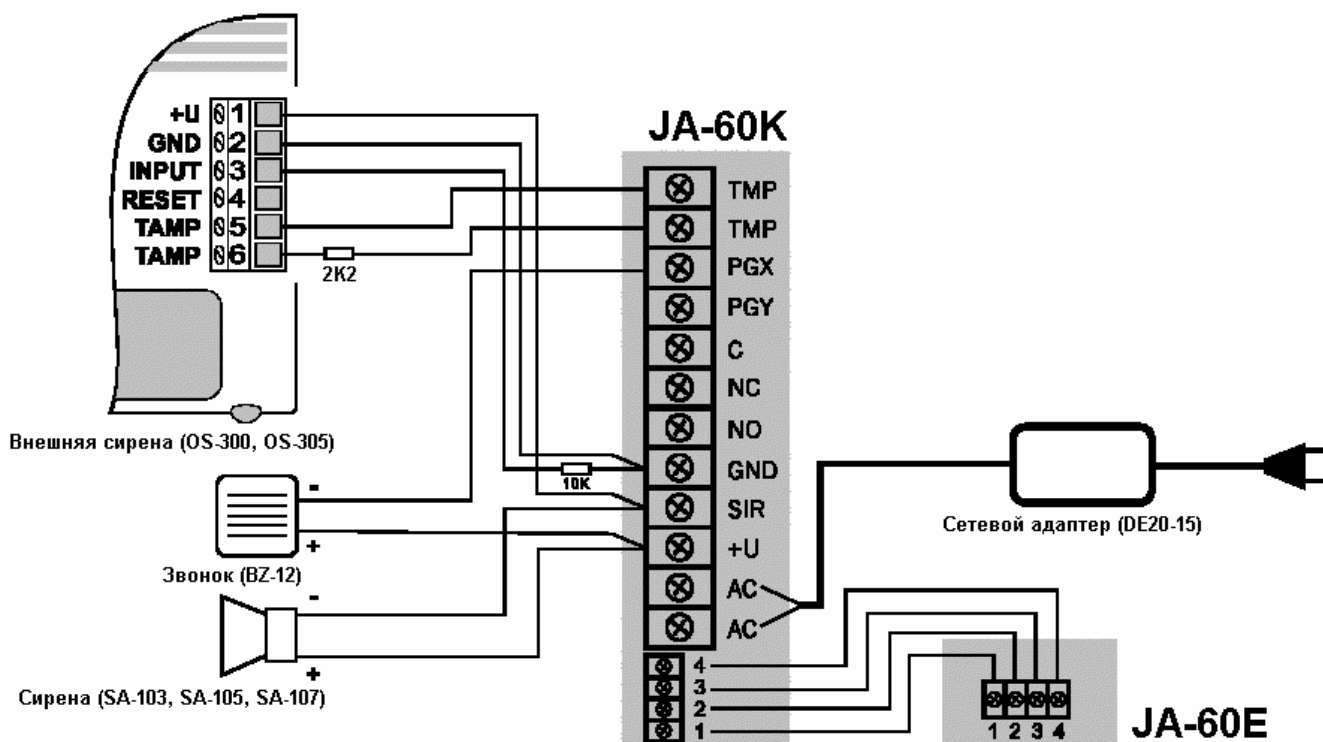 +U 1
GND 2
INPUT 3
RESET 4
TAMP 5
TAMP 6
2K2
Внешняя сирена (OS-300, OS-305)
-
+
Звонок (BZ-12)
-
+
Сирена (SA-103, SA-105, SA-107)
10K
JA-60K
TMP
TMP
PGX
PGY
C
NC
NO
GND
SIR
+U
AC
AC
4
3
2
1
Сетевой адаптер (DE20-15)
1 2 3 4
JA-60E